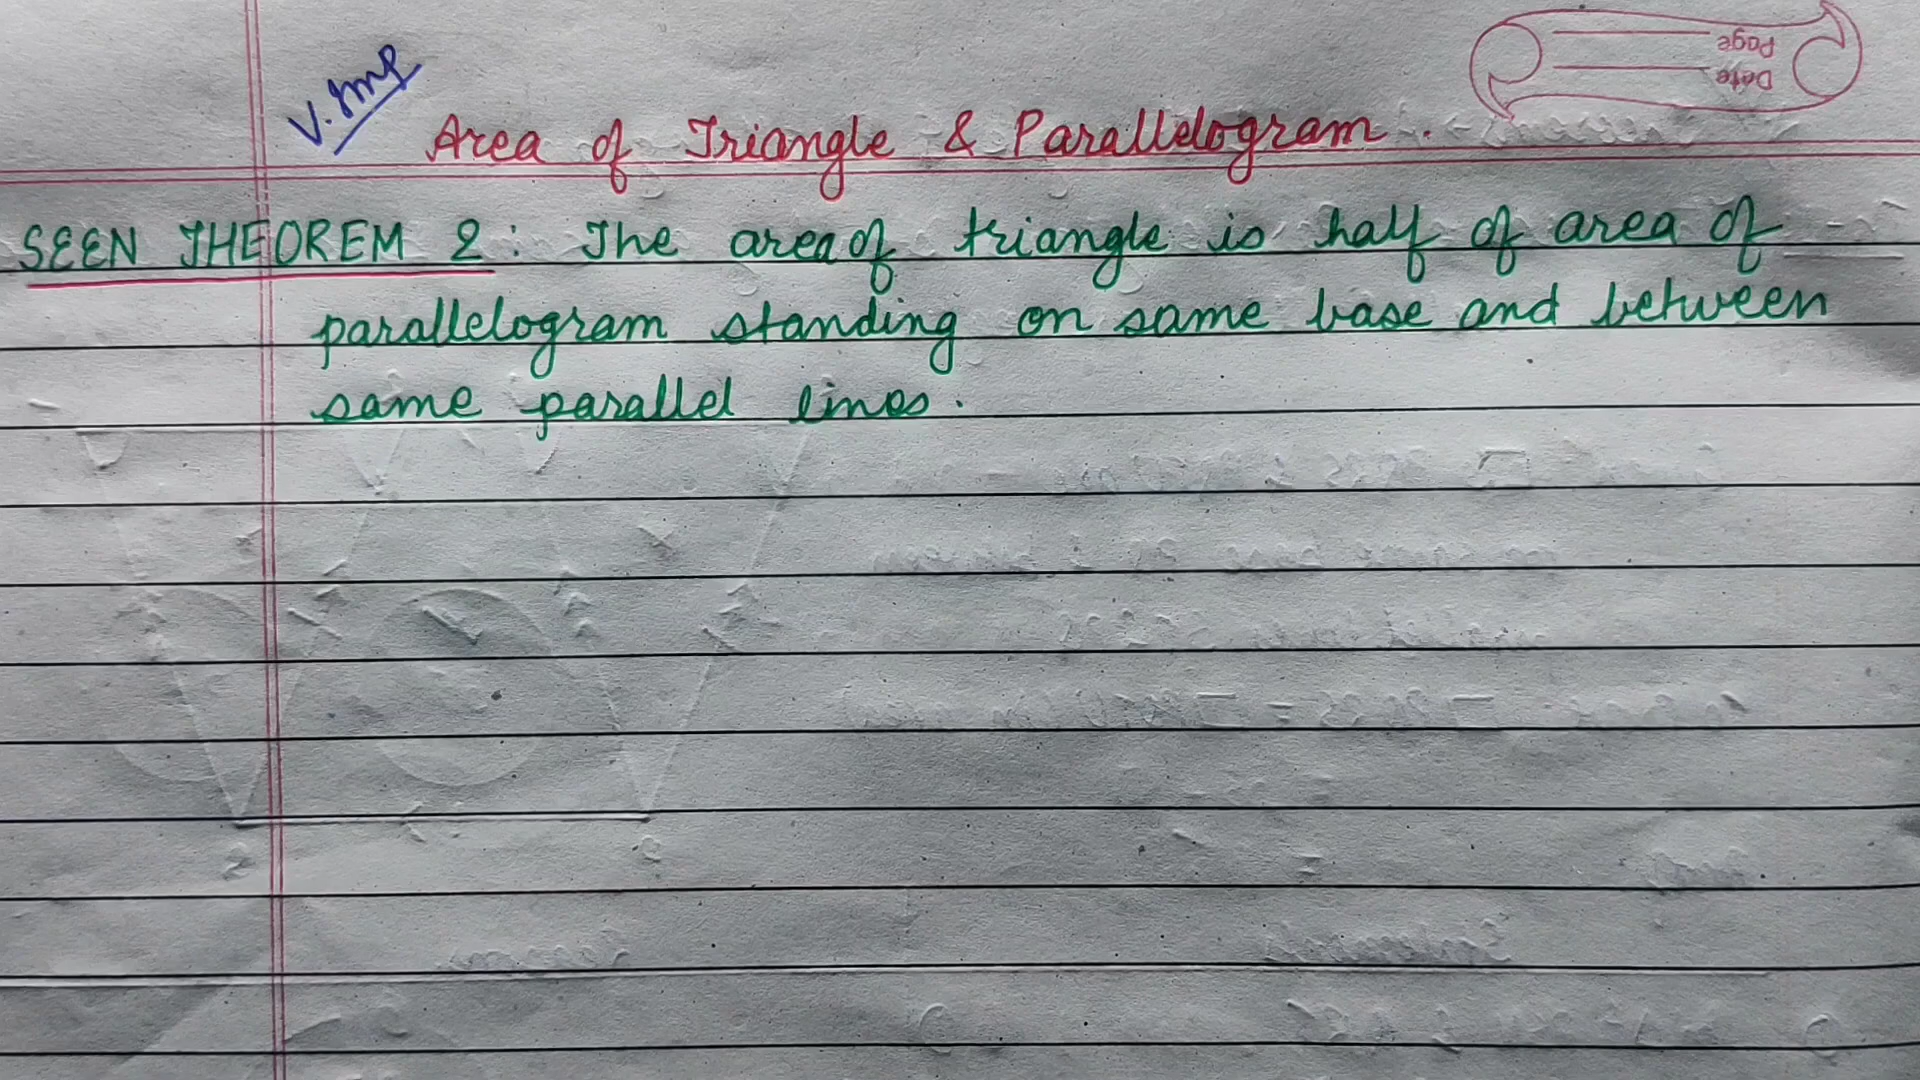 V. Imp
Page
Date
Area of Triangle & Parallelogram.
SEEN THEOREM 2: The area of triangle is half of area of
parallelogram standing on same base and between
same parallel lines.